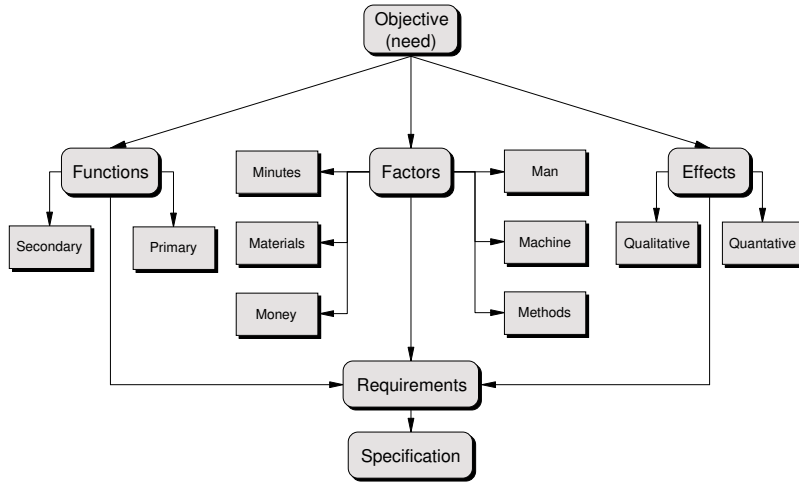 Objective
(need)
Functions
Minutes
Factors
Man
Effects
Secondary
Primary
Materials
Machine
Qualitative
Quantative
Money
Methods
Requirements
Specification